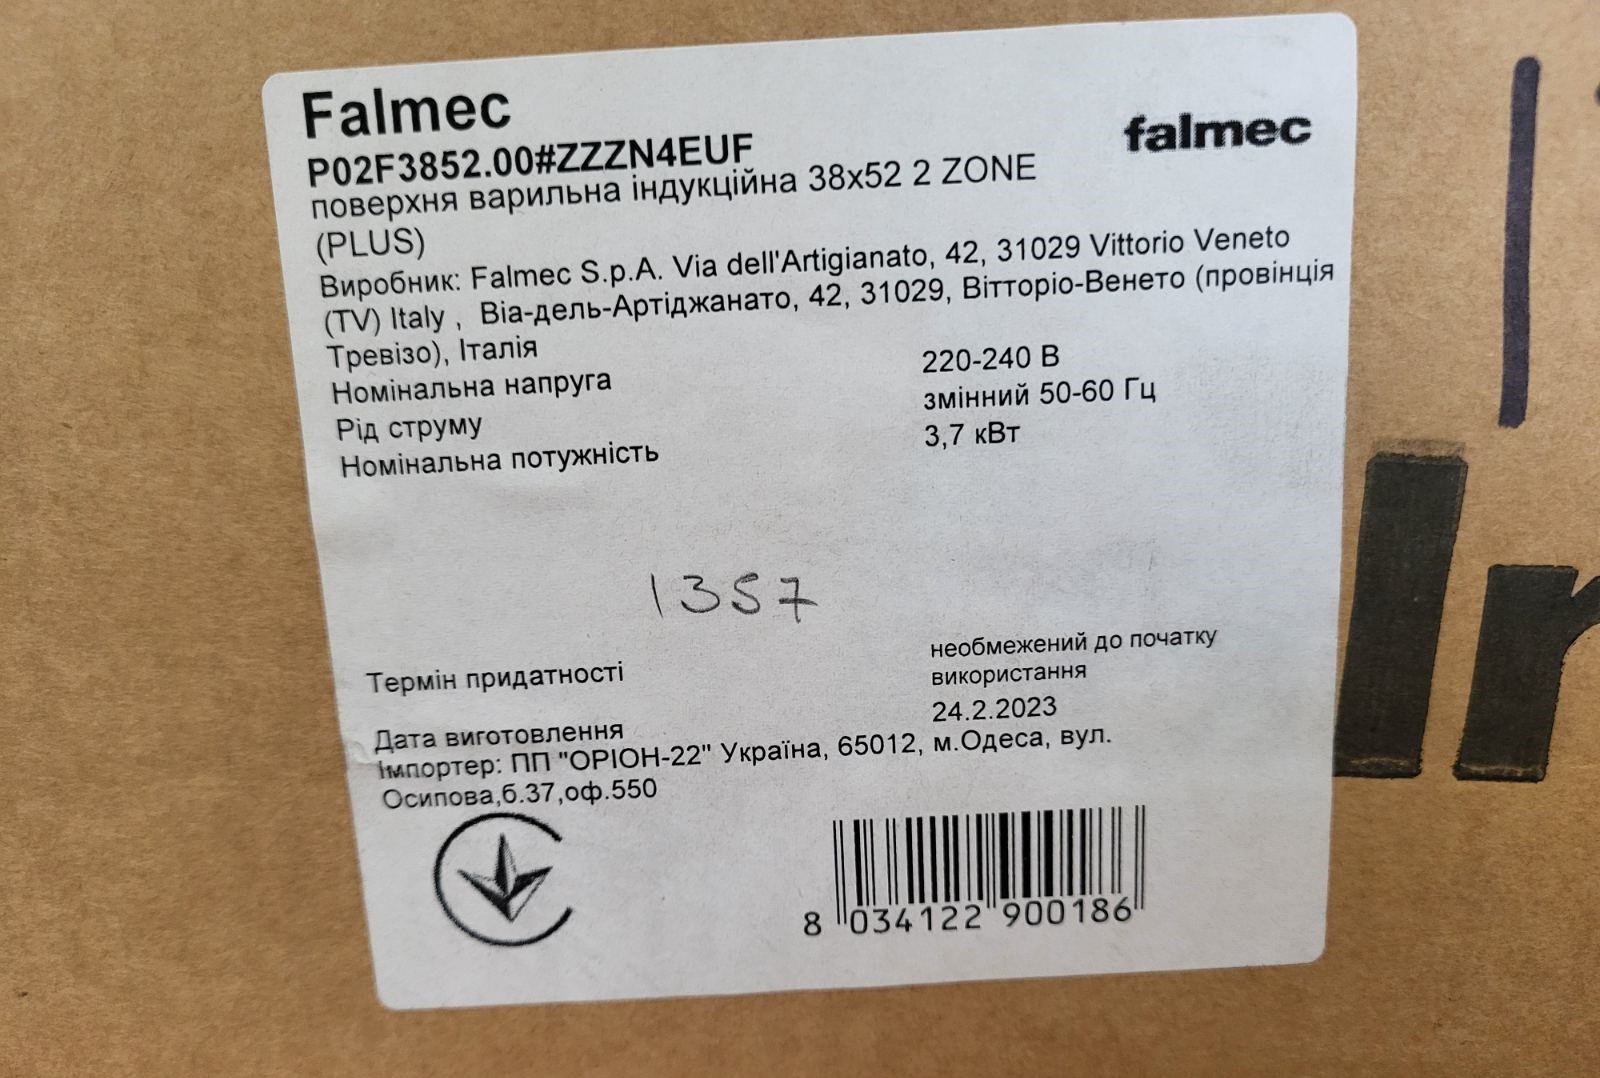 Falmec
falmec
P02F3852.00#ZZZN4EUF
поверхня варильна індукційна 38x52 2 ZONE
(PLUS)
Виробник: Falmec S.p.A. Via dell'Artigianato, 42, 31029 Vittorio Veneto
(TV) Italy , Віа-дель-Артіджанато, 42, 31029, Вітторіо-Венето (провінція
Тревізо), Італія
Номінальна напруга 220-240 В
Рід струму змінний 50-60 Гц
Номінальна потужність 3,7 кВт
1357
Термін придатності необмежений до початку
використання
Дата виготовлення 24.2.2023
Імпортер: ПП "ОРІОН-22" Україна, 65012, м.Одеса, вул.
Осипова,б.37,оф.550
8 034122 900186